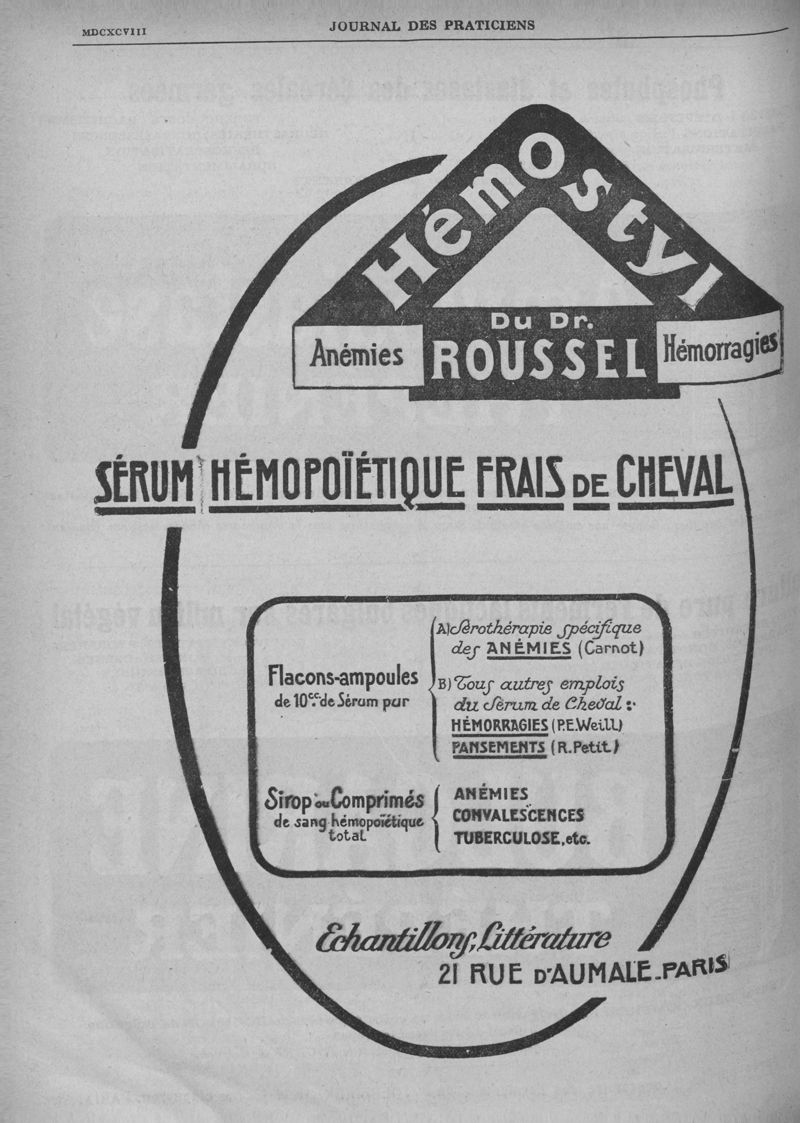 MDCXCVIII
JOURNAL DES PRATICIENS
Hémostyl
Du Dr.
ROUSSEL
Anémies
Hémorragies
SÉRUM HÉMOPOÏÉTIQUE FRAIS DE CHEVAL
Flacons-ampoules
de 10cc. de Sérum pur
A) Sérothérapie spécifique
des ANÉMIES (Carnot)
B) Tous autres emplois
du Sérum de Cheval :
HÉMORRAGIES (P.E. Weill)
PANSEMENTS (R. Petit)
Sirop ou Comprimés
de sang hémopoïétique
total
ANÉMIES
CONVALESCENCES
TUBERCULOSE, etc.
Échantillons, Littérature
21 RUE D'AUMALE - PARIS